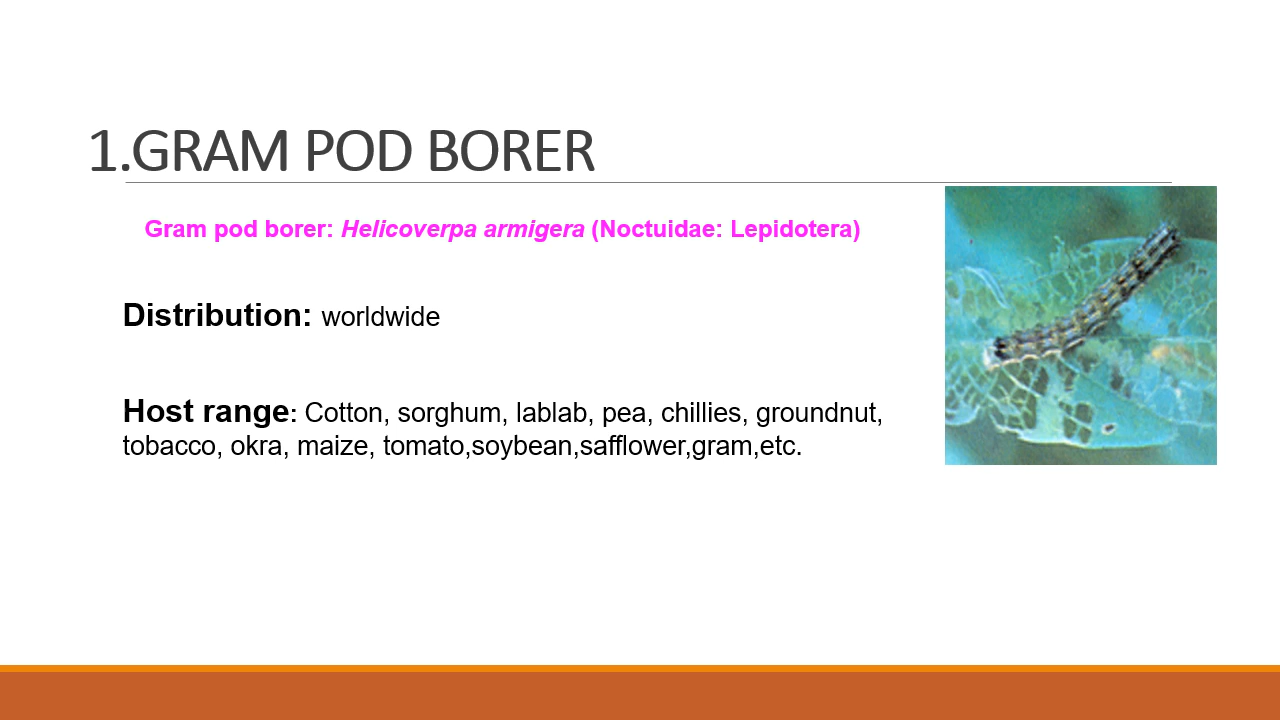 1.GRAM POD BORER
Gram pod borer: Helicoverpa armigera (Noctuidae: Lepidotera)
Distribution: worldwide
Host range: Cotton, sorghum, lablab, pea, chillies, groundnut,
tobacco, okra, maize, tomato,soybean,safflower,gram,etc.